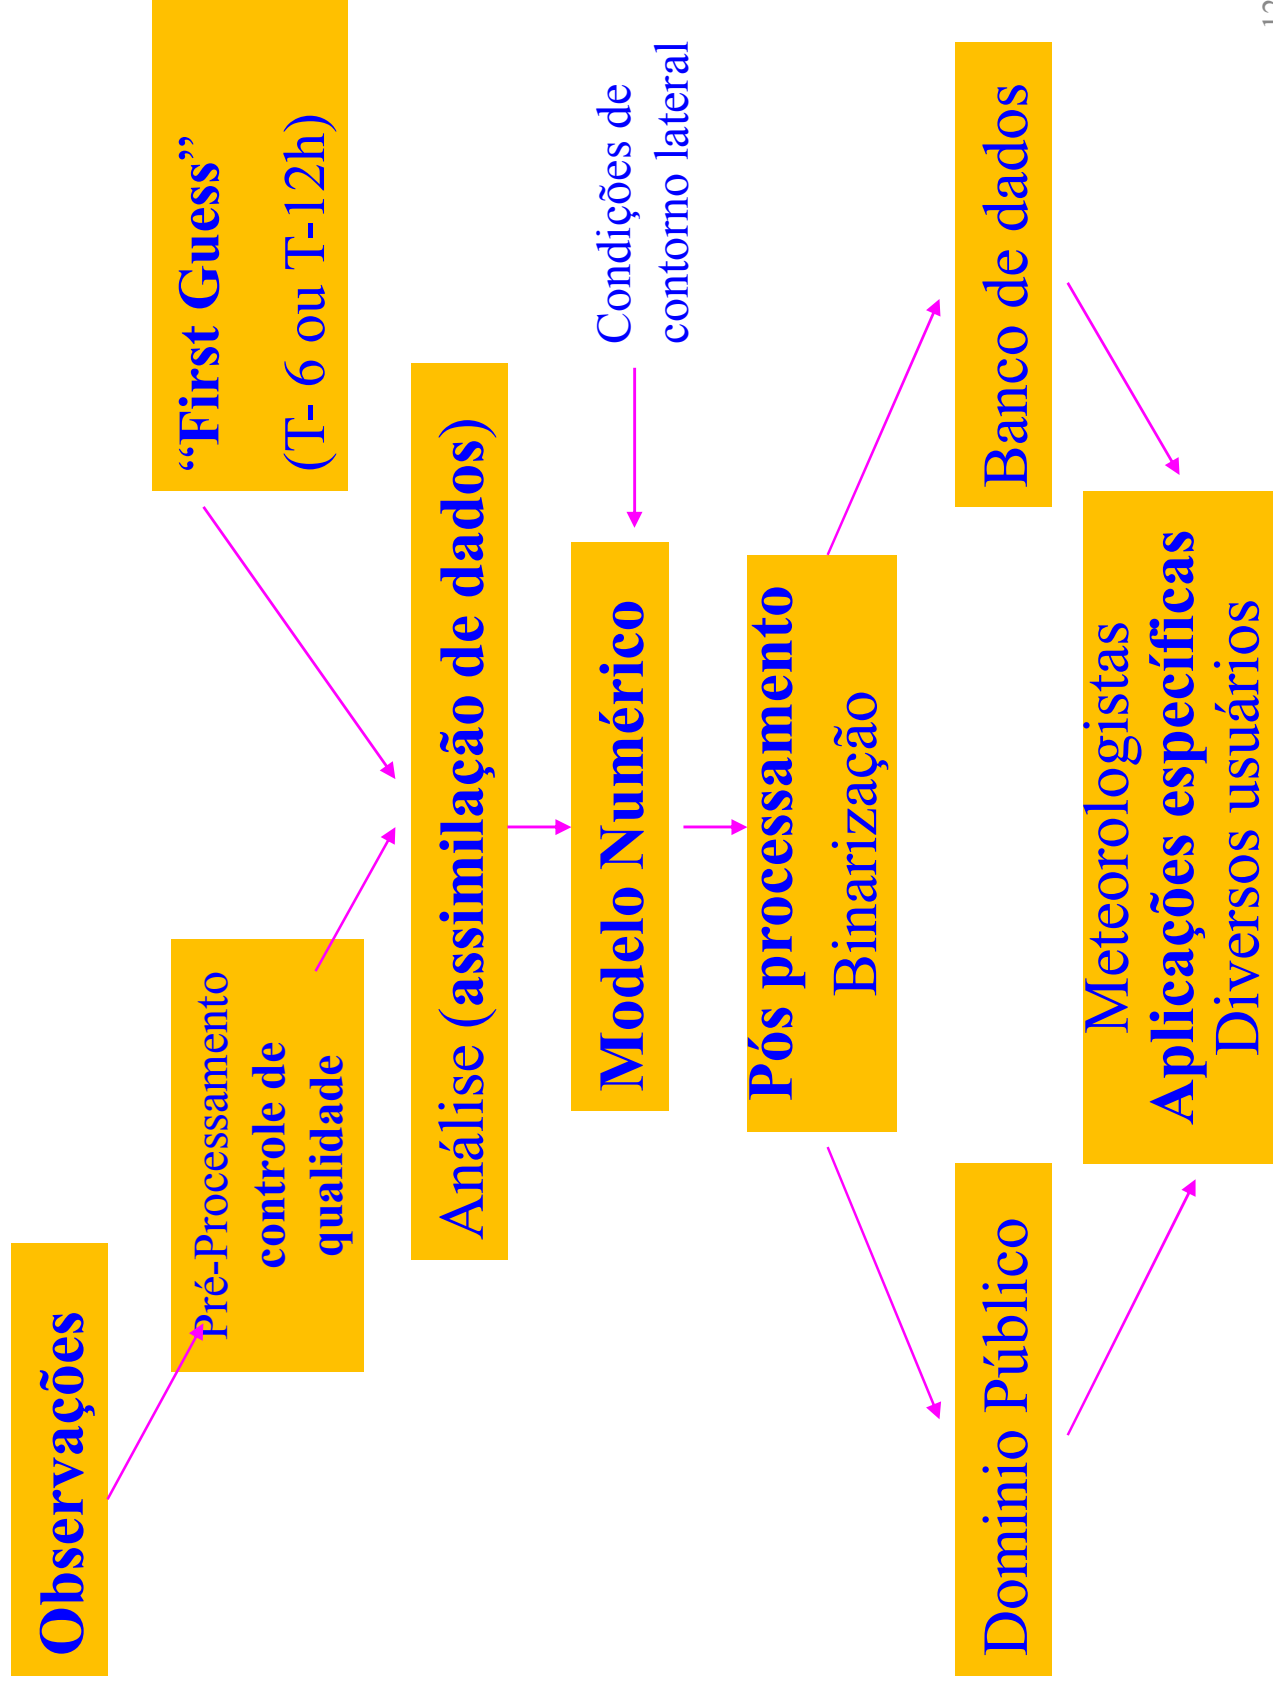 Observações
Pré-Processamento
controle de
qualidade
“First Guess”
(T- 6 ou T-12h)
Análise (assimilação de dados)
Modelo Numérico
Condições de
contorno lateral
Pós processamento
Binarização
Dominio Público
Banco de dados
Meteorologistas
Aplicações específicas
Diversos usuários